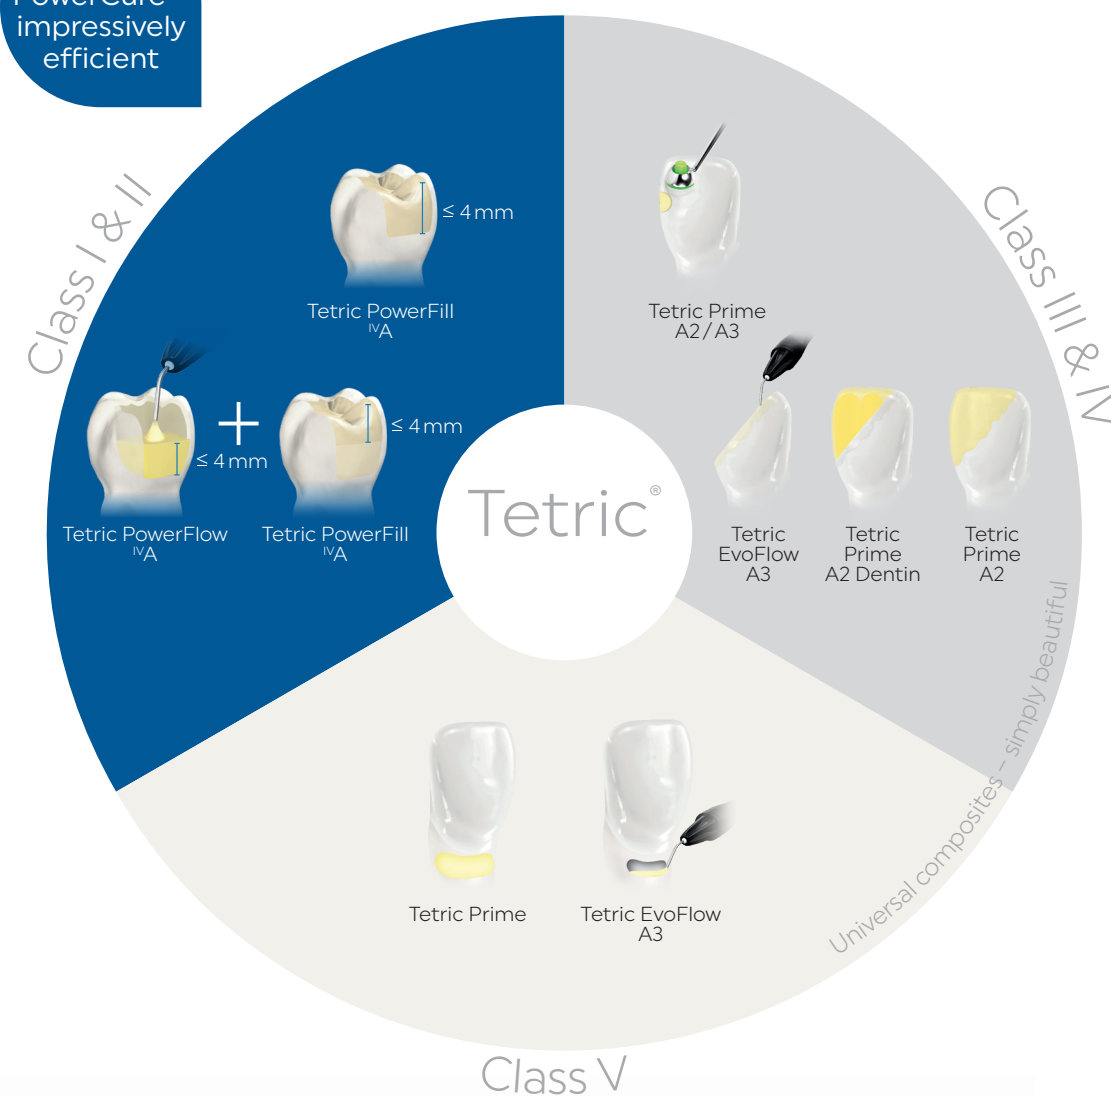 PowerCure
impressively
efficient
Class I & II
≤ 4 mm
Tetric PowerFill
IVA
≤ 4 mm
+
≤ 4 mm
Tetric PowerFlow
IVA
Tetric PowerFill
IVA
Tetric®
Class III & IV
Tetric Prime
A2 / A3
Tetric
EvoFlow
A3
Tetric
Prime
A2 Dentin
Tetric
Prime
A2
Universal composites – simply beautiful
Tetric Prime
Tetric EvoFlow
A3
Class V